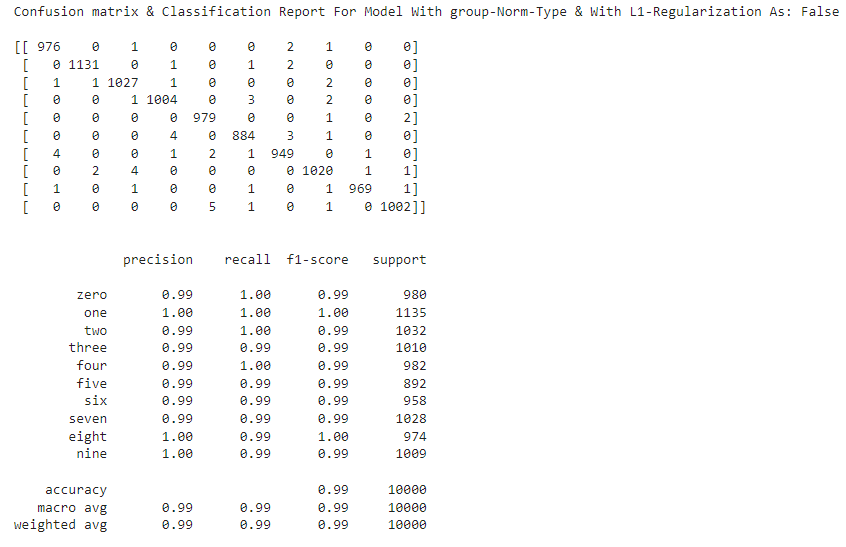 Confusion matrix & Classification Report For Model With group-Norm-Type & With L1-Regularization As: False
[[ 976 0 1 0 0 0 2 1 0 0]
[ 0 1131 0 1 0 1 2 0 0 0]
[ 1 1 1027 1 0 0 0 2 0 0]
[ 0 0 1 1004 0 3 0 2 0 0]
[ 0 0 0 0 979 0 0 1 0 2]
[ 0 0 0 4 0 884 3 1 0 0]
[ 4 0 0 1 2 1 949 0 1 0]
[ 0 2 4 0 0 0 0 1020 1 1]
[ 1 0 1 0 0 1 0 1 969 1]
[ 0 0 0 0 5 1 0 1 0 1002]]
precision recall f1-score support
zero 0.99 1.00 0.99 980
one 1.00 1.00 1.00 1135
two 0.99 1.00 0.99 1032
three 0.99 0.99 0.99 1010
four 0.99 1.00 0.99 982
five 0.99 0.99 0.99 892
six 0.99 0.99 0.99 958
seven 0.99 0.99 0.99 1028
eight 1.00 0.99 1.00 974
nine 1.00 0.99 0.99 1009
accuracy 0.99 10000
macro avg 0.99 0.99 0.99 10000
weighted avg 0.99 0.99 0.99 10000